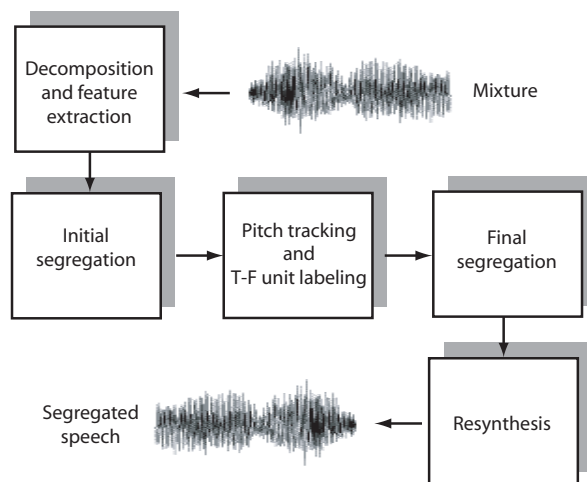 Decomposition
and feature
extraction
Mixture
Initial
segregation
Pitch tracking
and
T-F unit labeling
Final
segregation
Segregated
speech
Resynthesis